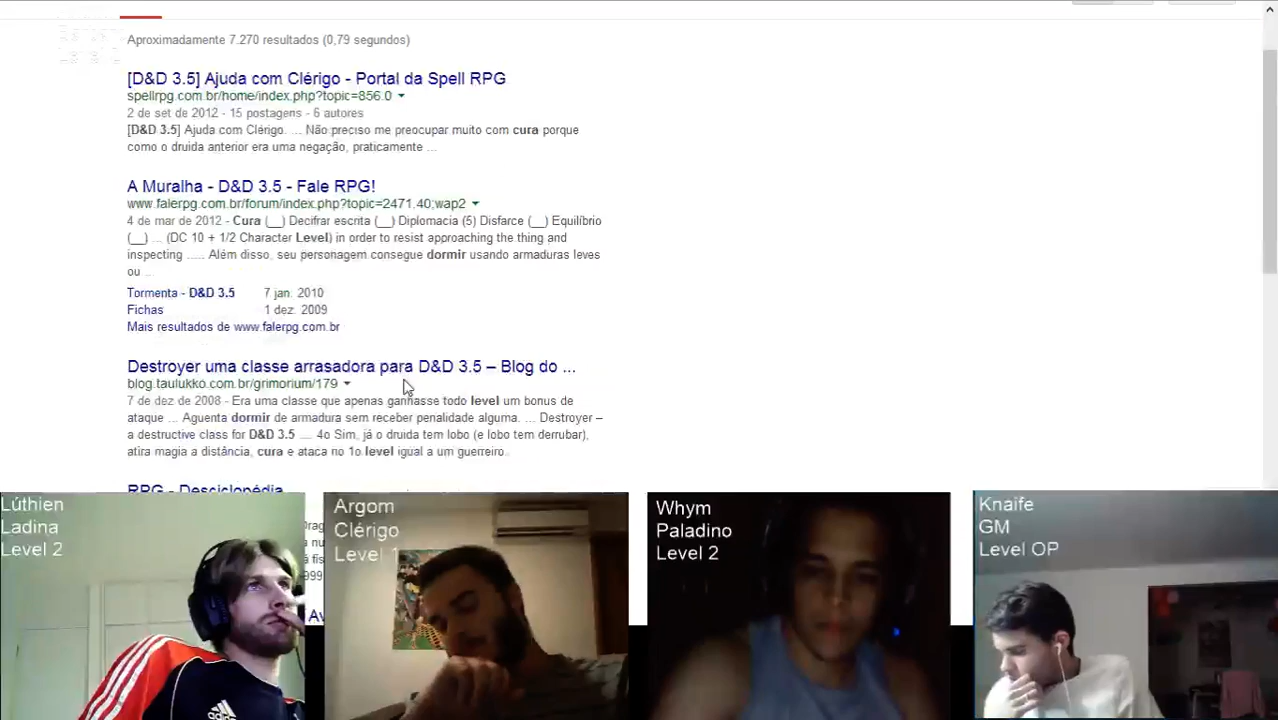 Aproximadamente 7.270 resultados (0,79 segundos)
[D&D 3.5] Ajuda com Clérigo - Portal da Spell RPG
spellrpg.com.br/home/index.php?topic=856.0
2 de set de 2012 - 15 postagens - 6 autores
[D&D 3.5] Ajuda com Clérigo. ... Não preciso me preocupar muito com cura porque
como o druida anterior era uma negação, praticamente ...
A Muralha - D&D 3.5 - Fale RPG!
www.falerpg.com.br/forum/index.php?topic=2471.40;wap2
4 de mar de 2012 - Cura (__) Decifrar escrita (__) Diplomacia (5) Disfarce (__) Equilíbrio
(__) ... (DC 10 + 1/2 Character Level) in order to resist approaching the thing and
inspecting ..... Além disso, seu personagem consegue dormir usando armaduras leves
ou ...
Tormenta - D&D 3.5 7 jan. 2010
Fichas 1 dez. 2009
Mais resultados de www.falerpg.com.br
Destroyer uma classe arrasadora para D&D 3.5 – Blog do ...
blog.taulukko.com.br/grimorium/179
7 de dez de 2008 - Era uma classe que apenas ganhasse todo level um bonus de
ataque ... Aguenta dormir de armadura sem receber penalidade alguma. ... Destroyer –
a destructive class for D&D 3.5 .... 4o Sim, já o druida tem lobo (e lobo tem derrubar),
atira magia a distância, cura e ataca no 1o level igual a um guerreiro.
RPG - Desciclopédia
Lúthien
Ladina
Level 2
Argom
Clérigo
Level 1
Whym
Paladino
Level 2
Knaife
GM
Level OP
adidas